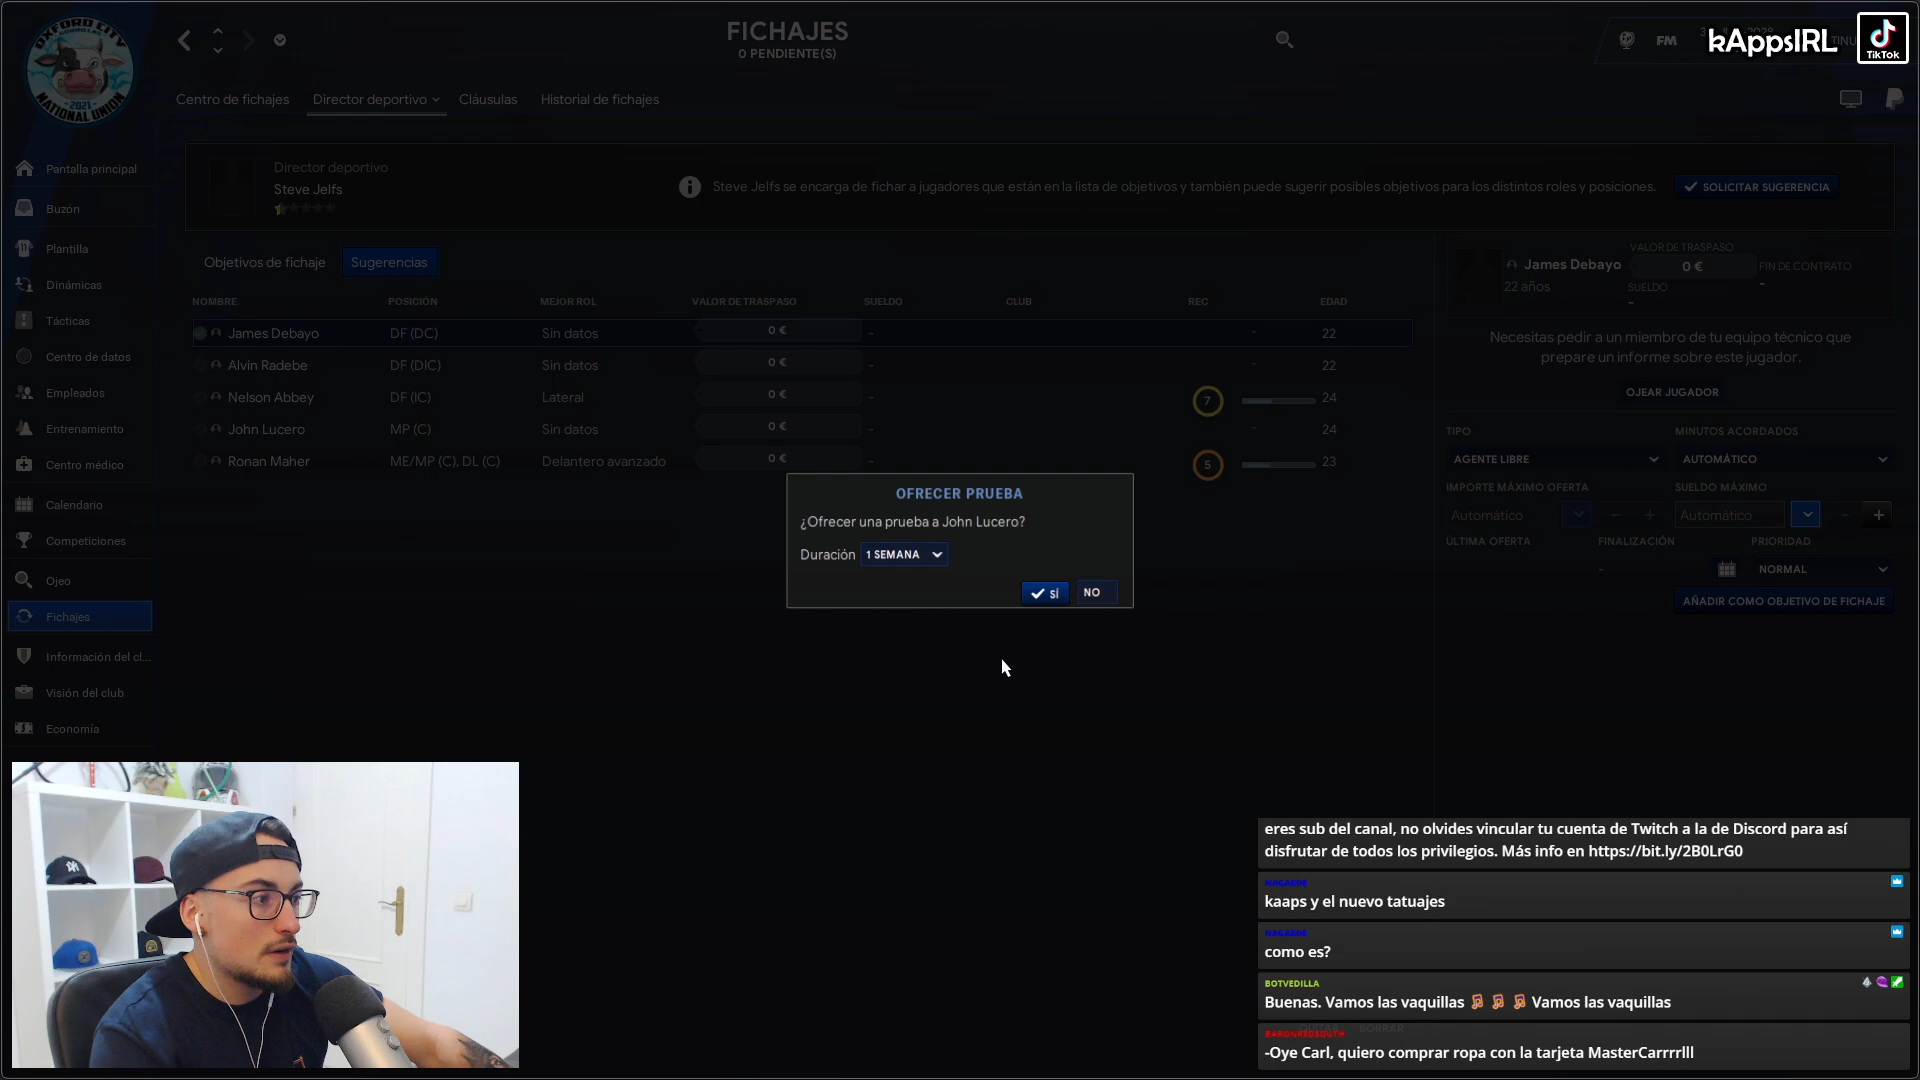 OXFORD CITY
NATIONAL UNION
-2021-
FICHAJES
0 PENDIENTE(S)
FM
kAppsIRL
TikTok
Centro de fichajes
Director deportivo
Cláusulas
Historial de fichajes
Pantalla principal
Buzón
Plantilla
Dinámicas
Tácticas
Centro de datos
Empleados
Entrenamiento
Centro médico
Calendario
Competiciones
Ojeo
Fichajes
Información del cl...
Visión del club
Economía
Director deportivo
Steve Jelfs
Steve Jelfs se encarga de fichar a jugadores que están en la lista de objetivos y también puede sugerir posibles objetivos para los distintos roles y posiciones.
SOLICITAR SUGERENCIA
Objetivos de fichaje
Sugerencias
NOMBRE POSICIÓN MEJOR ROL VALOR DE TRASPASO SUELDO CLUB REC EDAD
James Debayo DF (DC) Sin datos 0 € - - 22
Alvin Radebe DF (DIC) Sin datos 0 € - - 22
Nelson Abbey DF (IC) Lateral 0 € - 7 24
John Lucero MP (C) Sin datos 0 € - - 24
Ronan Maher ME/MP (C), DL (C) Delantero avanzado 0 € - 5 23
OFRECER PRUEBA
¿Ofrecer una prueba a John Lucero?
Duración 1 SEMANA
SÍ NO
James Debayo
22 años
VALOR DE TRASPASO
0 €
SUELDO
-
FIN DE CONTRATO
-
Necesitas pedir a un miembro de tu equipo técnico que
prepare un informe sobre este jugador.
OJEAR JUGADOR
TIPO MINUTOS ACORDADOS
AGENTE LIBRE AUTOMÁTICO
IMPORTE MÁXIMO OFERTA SUELDO MÁXIMO
Automático − + Automático − +
ÚLTIMA OFERTA FINALIZACIÓN PRIORIDAD
- NORMAL
AÑADIR COMO OBJETIVO DE FICHAJE
eres sub del canal, no olvides vincular tu cuenta de Twitch a la de Discord para así
disfrutar de todos los privilegios. Más info en https://bit.ly/2B0LrG0
NAGAEDE
kaaps y el nuevo tatuajes
NAGAEDE
como es?
BOTVEDILLA
Buenas. Vamos las vaquillas Vamos las vaquillas
BORRAR
-Oye Carl, quiero comprar ropa con la tarjeta MasterCarrrrlll